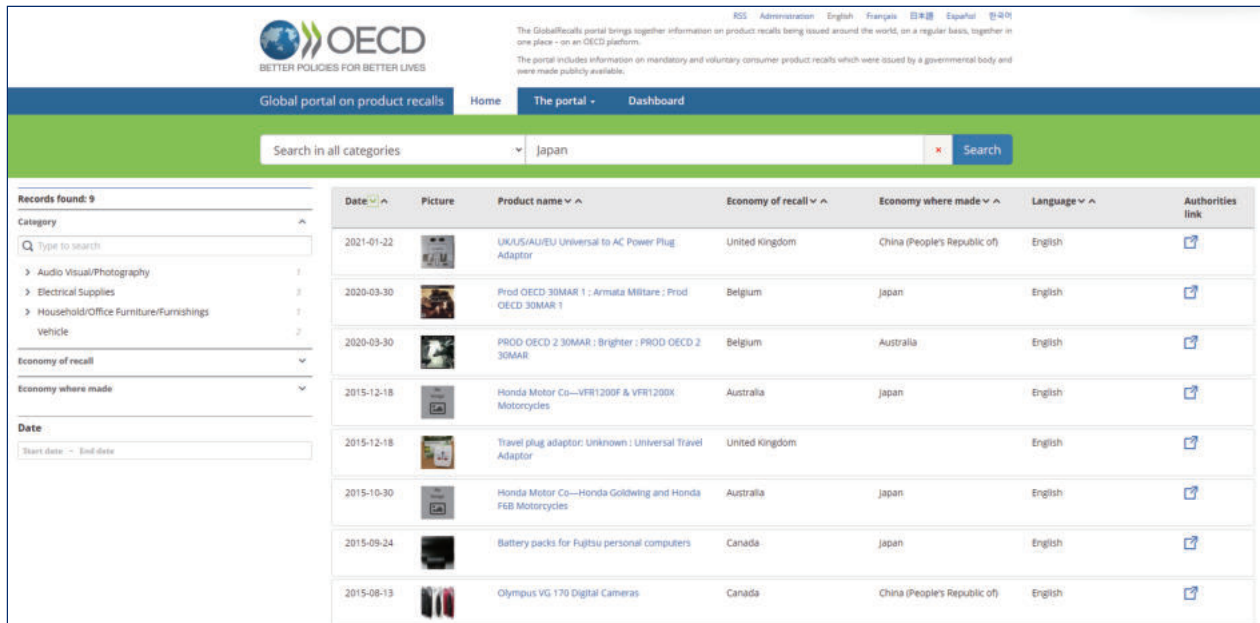 RSS Administration English Français 日本語 Español 한국어
OECD
BETTER POLICIES FOR BETTER LIVES
The GlobalRecalls portal brings together information on product recalls being issued around the world, on a regular basis, together in
one place – on an OECD platform.
The portal includes information on mandatory and voluntary consumer product recalls which were issued by a governmental body and
were made publicly available.
Global portal on product recalls Home The portal Dashboard
Search in all categories Japan × Search
Records found: 9
Category
Type to search
Audio Visual/Photography 1
Electrical Supplies 3
Household/Office Furniture/Furnishings 1
Vehicle 2
Economy of recall
Economy where made
Date
Start date ~ End date
Date Picture Product name Economy of recall Economy where made Language Authorities
link
2021-01-22 UK/US/AU/EU Universal to AC Power Plug
Adaptor United Kingdom China (People's Republic of) English
2020-03-30 Prod OECD 30MAR 1 ; Armata Militare ; Prod
OECD 30MAR 1 Belgium Japan English
2020-03-30 PROD OECD 2 30MAR ; Brighter ; PROD OECD 2
30MAR Belgium Australia English
2015-12-18 Honda Motor Co—VFR1200F & VFR1200X
Motorcycles Australia Japan English
2015-12-18 Travel plug adaptor: Unknown ; Universal Travel
Adaptor United Kingdom English
2015-10-30 Honda Motor Co—Honda Goldwing and Honda
F6B Motorcycles Australia Japan English
2015-09-24 Battery packs for Fujitsu personal computers Canada Japan English
2015-08-13 Olympus VG 170 Digital Cameras Canada China (People's Republic of) English